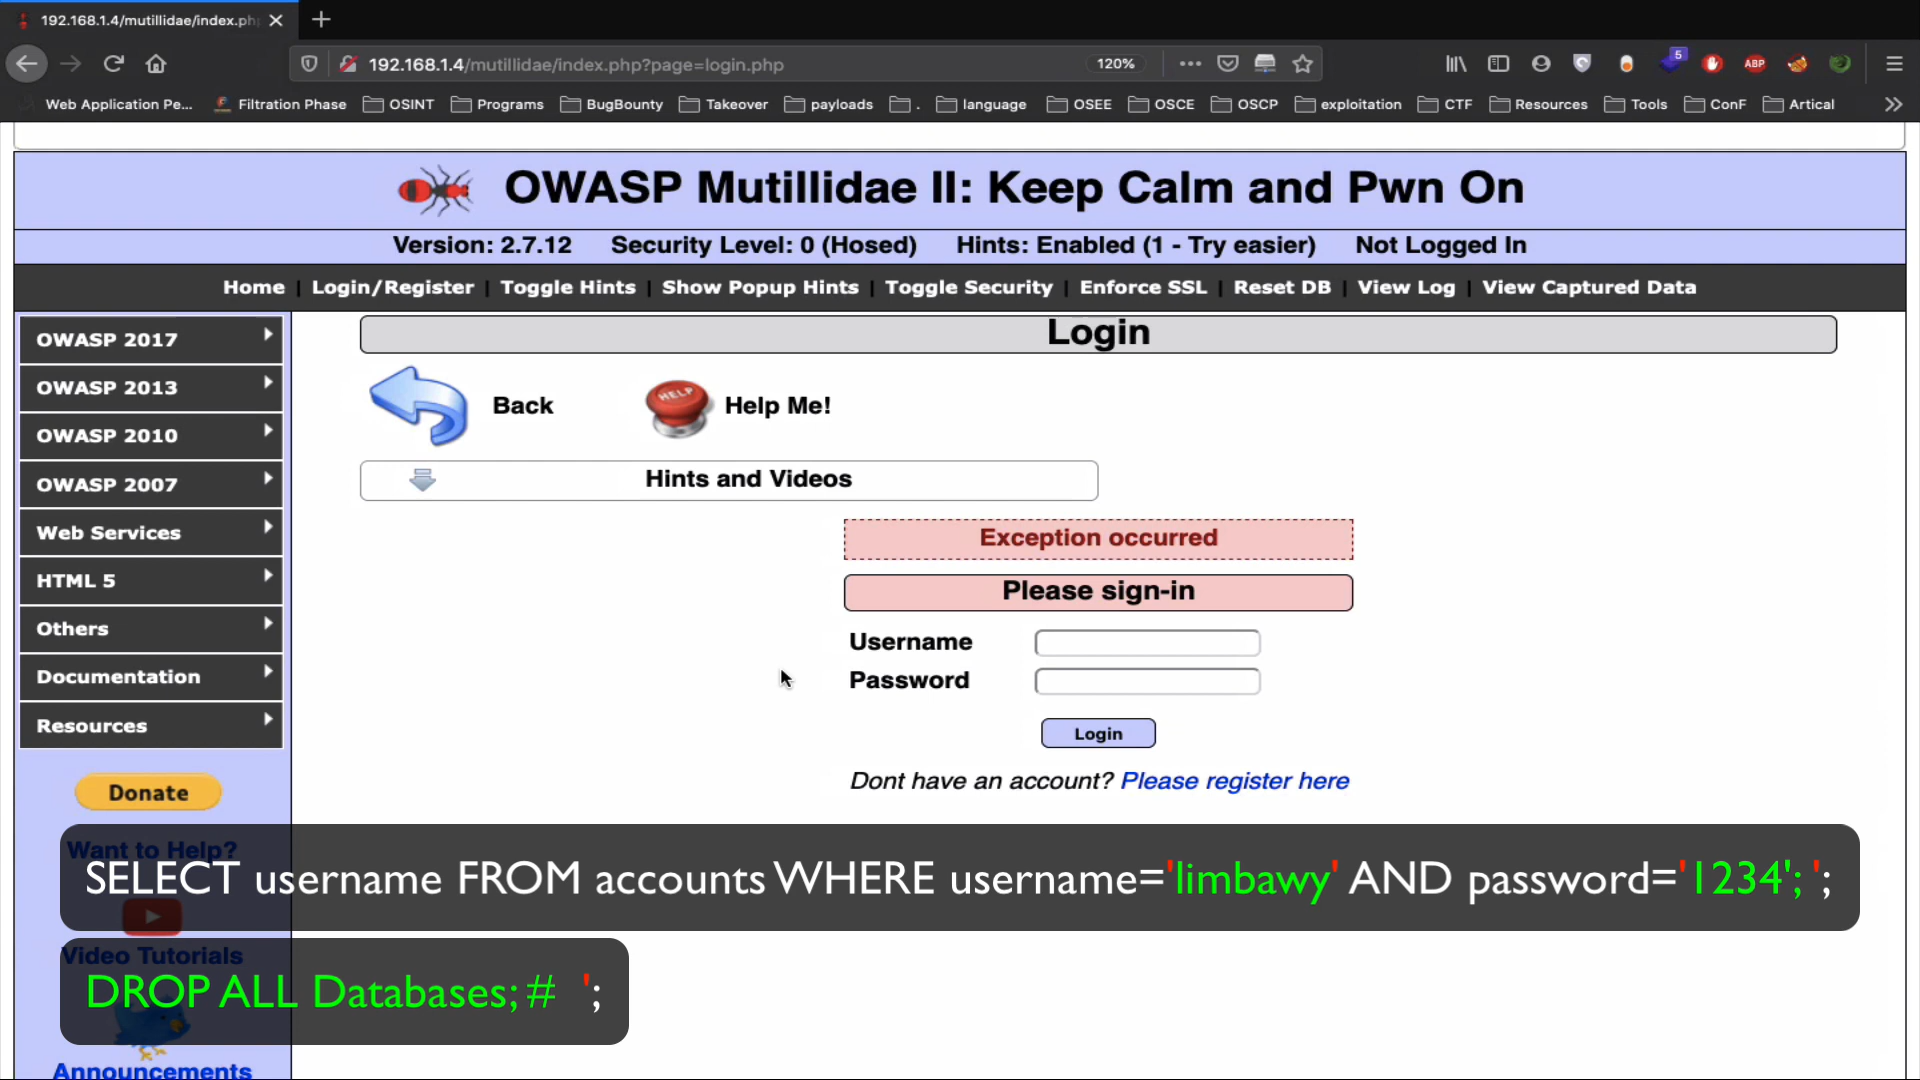 192.168.1.4/mutillidae/index.ph
192.168.1.4/mutillidae/index.php?page=login.php
120%
5
ABP
Web Application Pe...
Filtration Phase
OSINT
Programs
BugBounty
Takeover
payloads
.
language
OSEE
OSCE
OSCP
exploitation
CTF
Resources
Tools
ConF
Artical
OWASP Mutillidae II: Keep Calm and Pwn On
Version: 2.7.12 Security Level: 0 (Hosed) Hints: Enabled (1 - Try easier) Not Logged In
Home | Login/Register | Toggle Hints | Show Popup Hints | Toggle Security | Enforce SSL | Reset DB | View Log | View Captured Data
OWASP 2017
OWASP 2013
OWASP 2010
OWASP 2007
Web Services
HTML 5
Others
Documentation
Resources
Donate
Want to Help?
Video Tutorials
Announcements
Login
Back
HELP
Help Me!
Hints and Videos
Exception occurred
Please sign-in
Username
Password
Login
Dont have an account? Please register here
SELECT username FROM accounts WHERE username='limbawy' AND password='1234'; ';
DROP ALL Databases; # ';